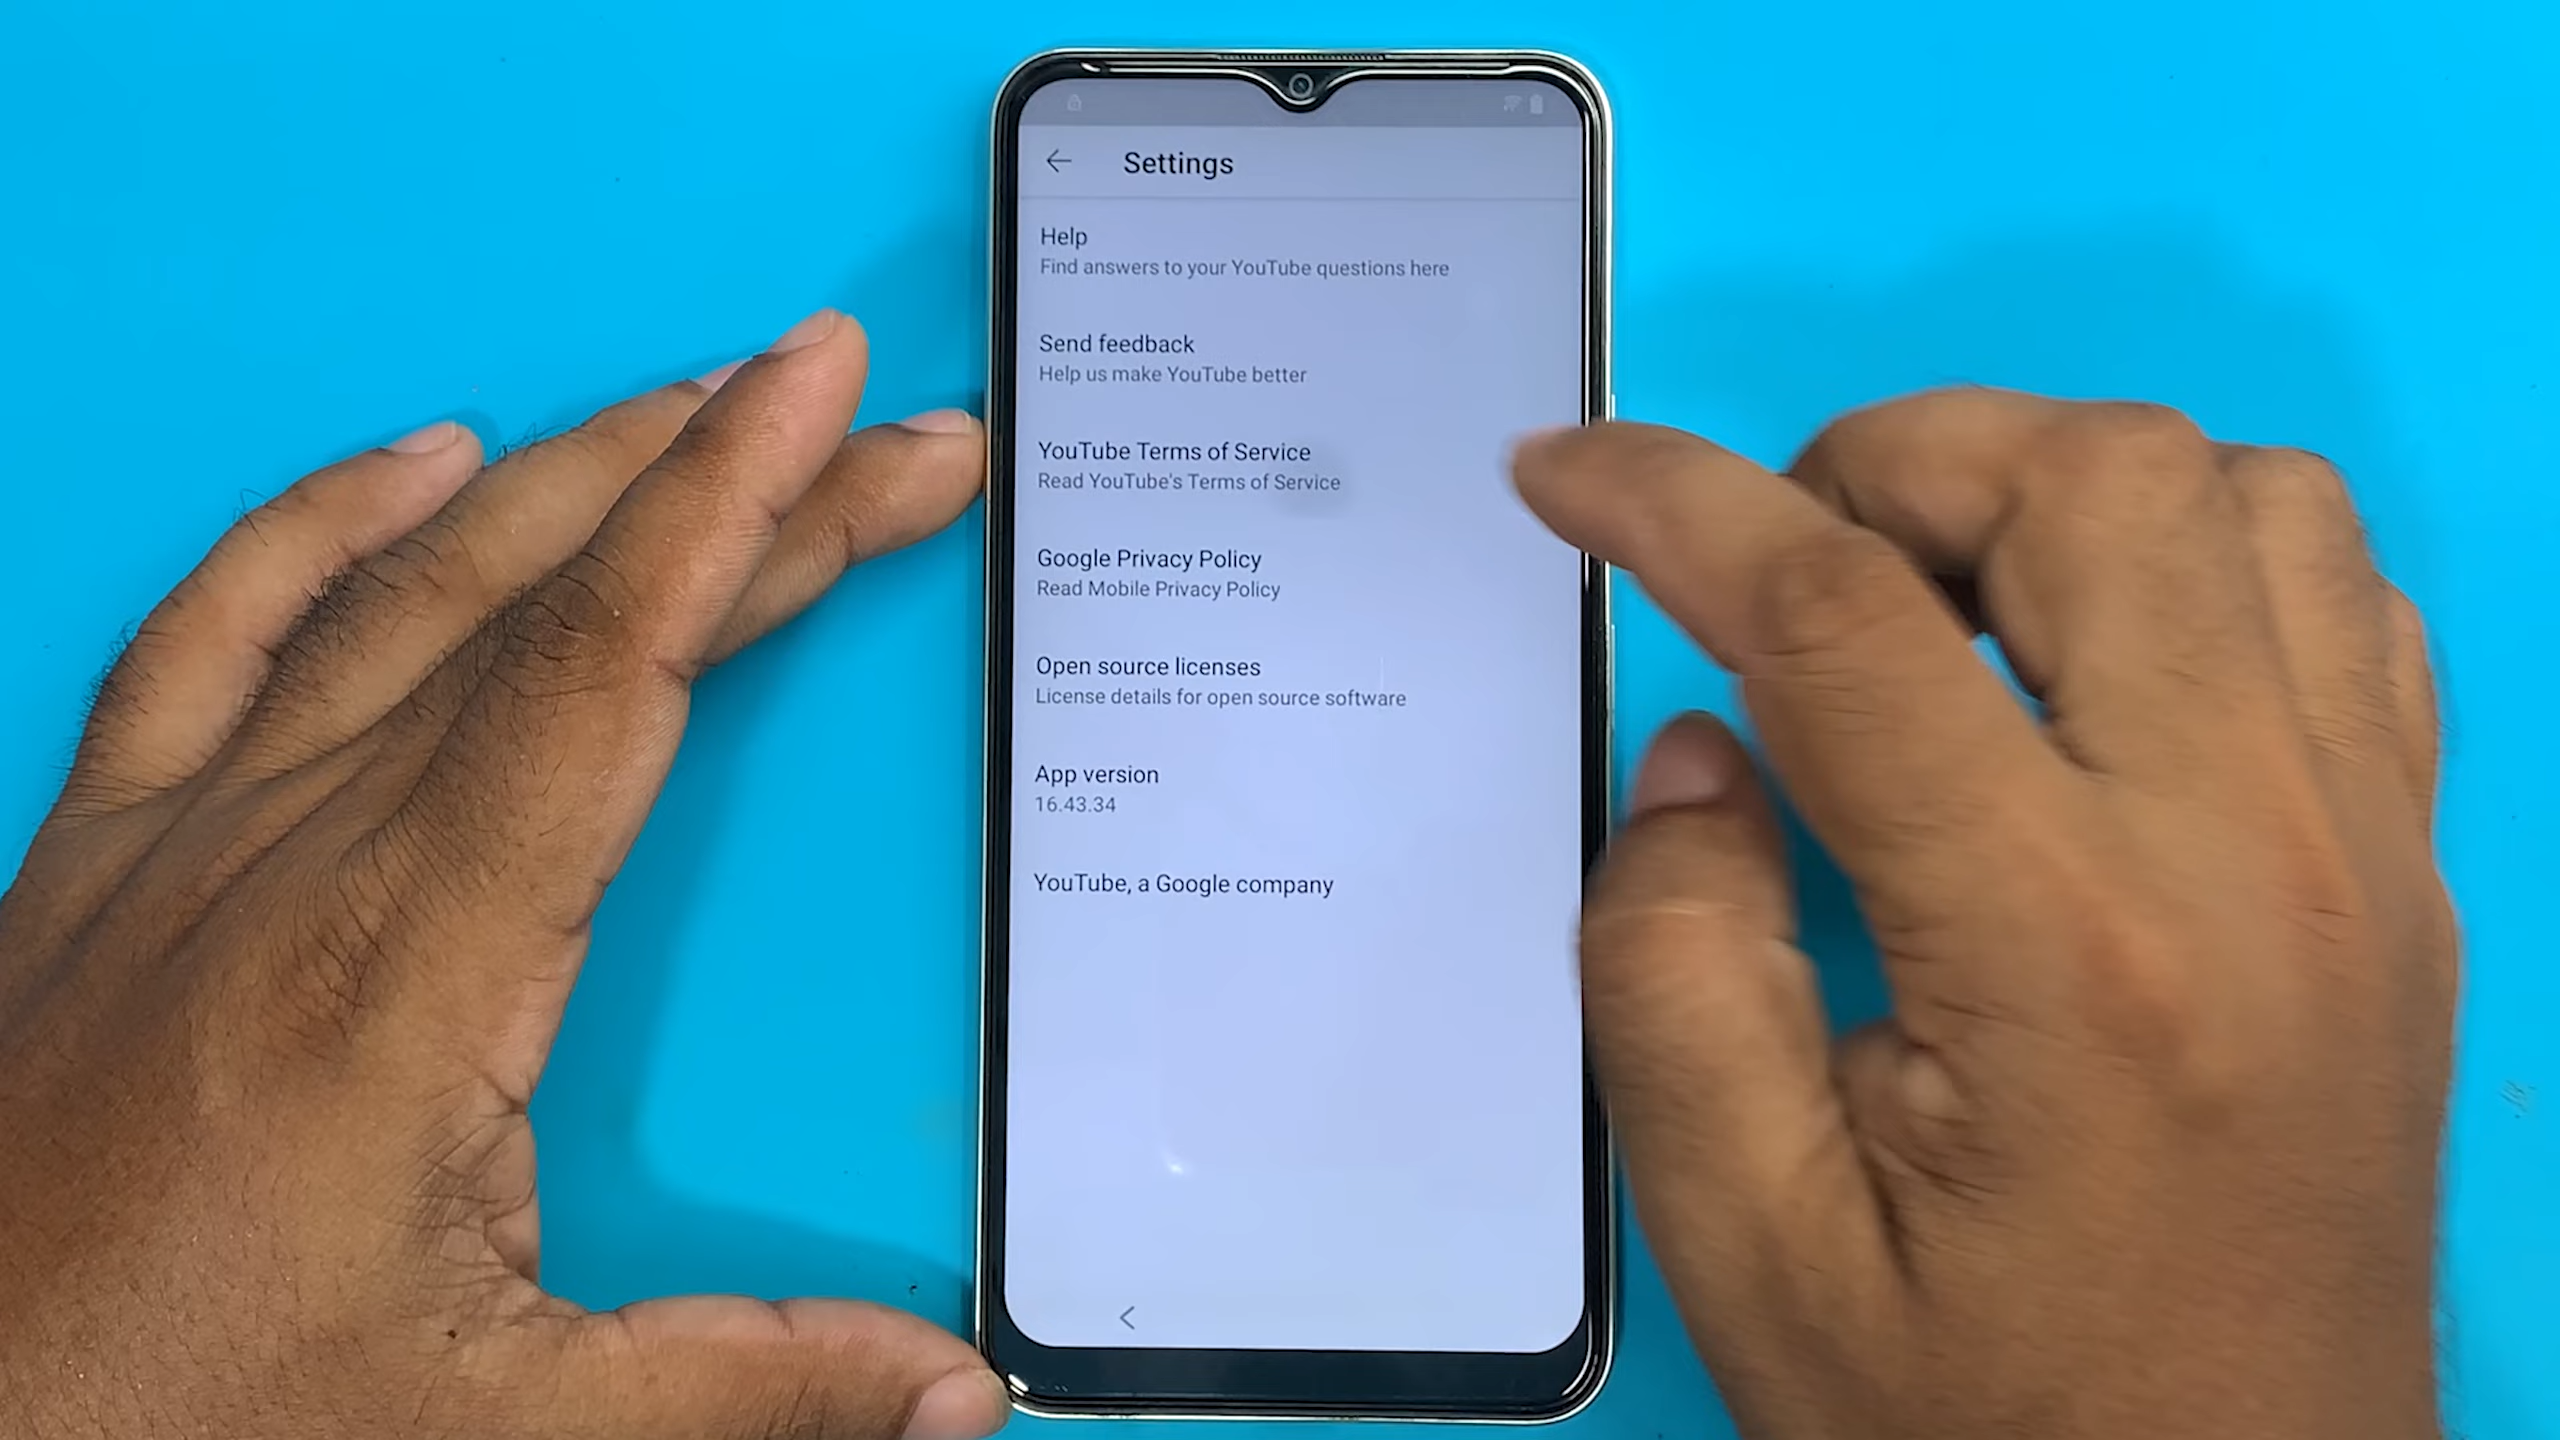 Settings
Help
Find answers to your YouTube questions here
Send feedback
Help us make YouTube better
YouTube Terms of Service
Read YouTube's Terms of Service
Google Privacy Policy
Read Mobile Privacy Policy
Open source licenses
License details for open source software
App version
16.43.34
YouTube, a Google company